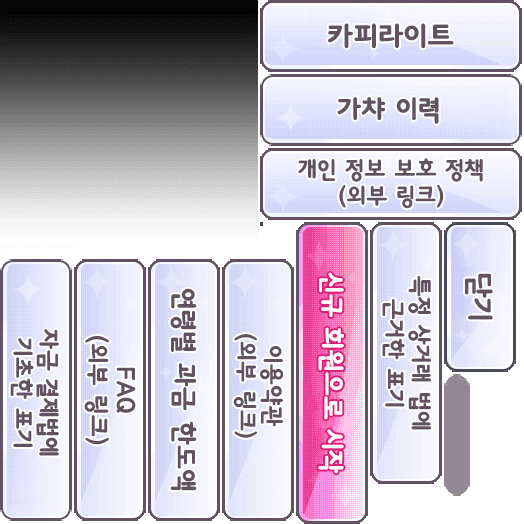 카피라이트
가챠 이력
개인 정보 보호 정책
(외부 링크)
자금 결제법에
기초한 표기
FAQ
(외부 링크)
연령별 과금 한도액
이용약관
(외부 링크)
신규 회원으로 시작
특정 상거래 법에
근거한 표기
닫기